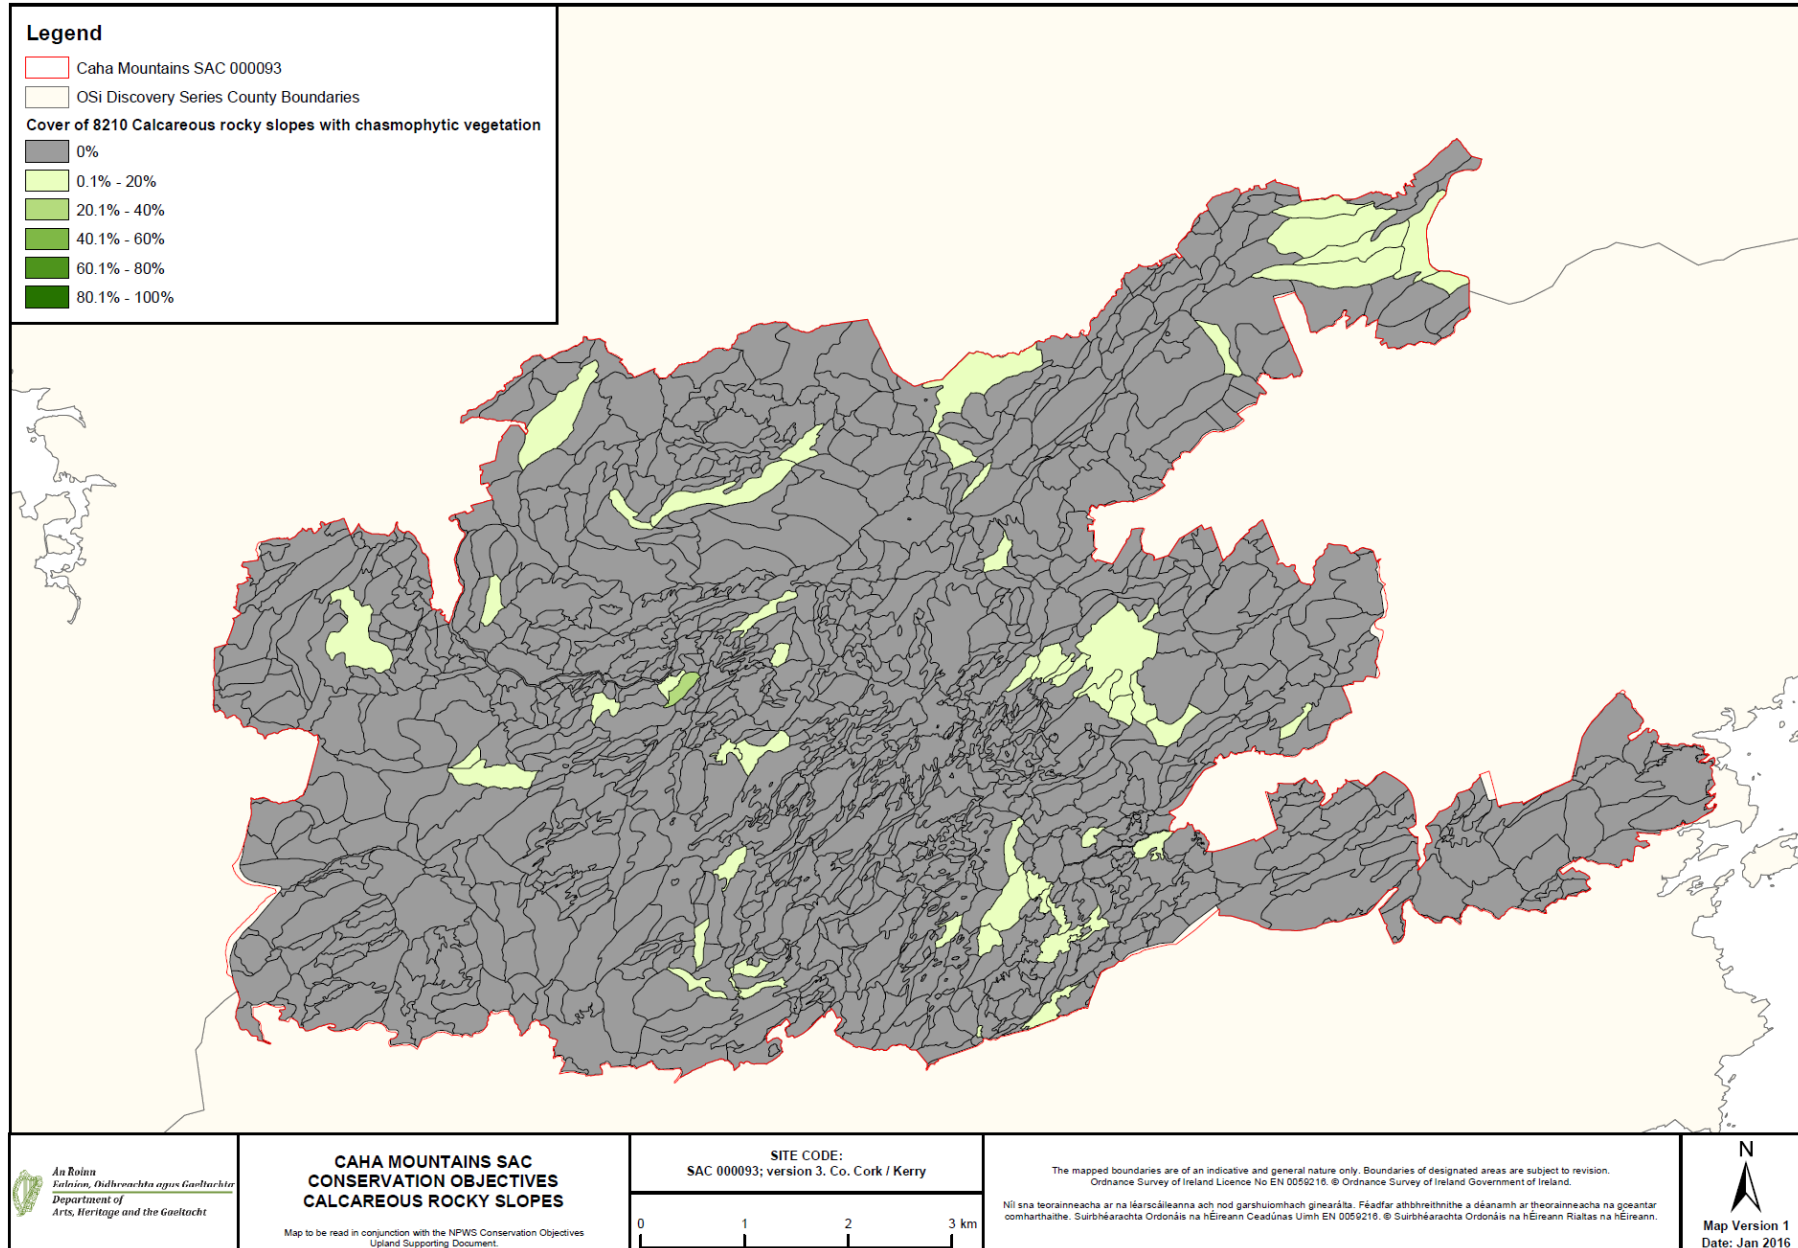 Legend
Caha Mountains SAC 000093
OSi Discovery Series County Boundaries
Cover of 8210 Calcareous rocky slopes with chasmophytic vegetation
0%
0.1% - 20%
20.1% - 40%
40.1% - 60%
60.1% - 80%
80.1% - 100%
An Roinn
Ealaíon, Oidhreachta agus Gaeltachta
Department of
Arts, Heritage and the Gaeltacht
CAHA MOUNTAINS SAC
CONSERVATION OBJECTIVES
CALCAREOUS ROCKY SLOPES
Map to be read in conjunction with the NPWS Conservation Objectives
Upland Supporting Document.
SITE CODE:
SAC 000093; version 3. Co. Cork / Kerry
0 1 2 3 km
The mapped boundaries are of an indicative and general nature only. Boundaries of designated areas are subject to revision.
Ordnance Survey of Ireland Licence No EN 0059216. © Ordnance Survey of Ireland Government of Ireland.
Níl sna teorainneacha ar na léarscáileanna ach nod garshuiomhach ginearálta. Féadfar athbhreithnithe a déanamh ar theorainneacha na gceantar
comharthaithe. Suirbhéarachta Ordonáis na hÉireann Ceadúnas Uimh EN 0059216. © Suirbhéarachta Ordonáis na hÉireann Rialtas na hÉireann.
N
Map Version 1
Date: Jan 2016